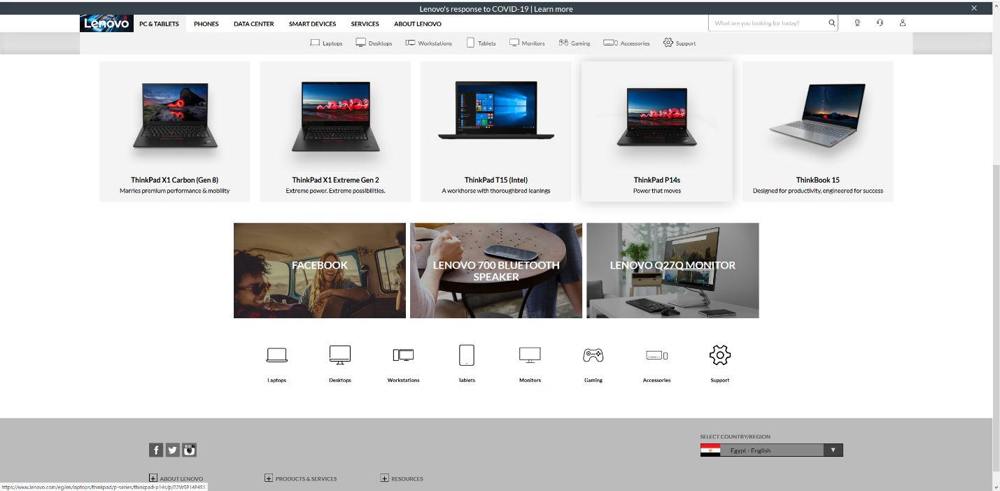 Lenovo's response to COVID-19 | Learn more
Lenovo
PC & TABLETS
PHONES
DATA CENTER
SMART DEVICES
SERVICES
ABOUT LENOVO
What are you looking for today?
Laptops
Desktops
Workstations
Tablets
Monitors
Gaming
Accessories
Support
ThinkPad X1 Carbon (Gen 8)
Marries premium performance & mobility
ThinkPad X1 Extreme Gen 2
Extreme power. Extreme possibilities.
ThinkPad T15 (Intel)
A workhorse with thoroughbred leanings
ThinkPad P14s
Power that moves
ThinkBook 15
Designed for productivity, engineered for success
FACEBOOK
LENOVO 700 BLUETOOTH
SPEAKER
LENOVO Q27Q MONITOR
Laptops
Desktops
Workstations
Tablets
Monitors
Gaming
Accessories
Support
SELECT COUNTRY/REGION
Egypt - English
ABOUT LENOVO
PRODUCTS & SERVICES
RESOURCES
https://www.lenovo.com/eg/en/laptops/thinkpad/p-series/thinkpad-p14s/p/22WSP14P4S1